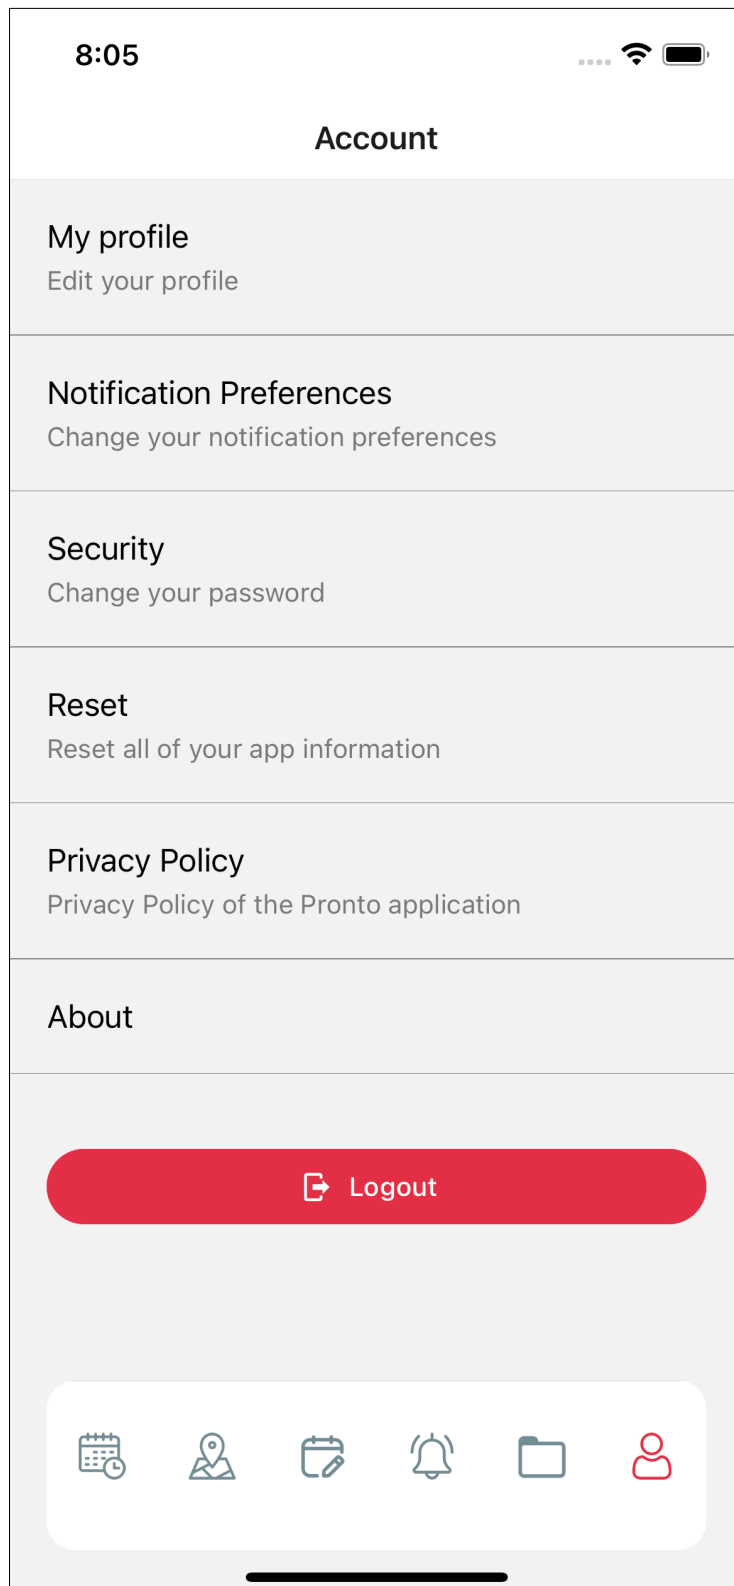 8:05
Account
My profile
Edit your profile
Notification Preferences
Change your notification preferences
Security
Change your password
Reset
Reset all of your app information
Privacy Policy
Privacy Policy of the Pronto application
About
Logout